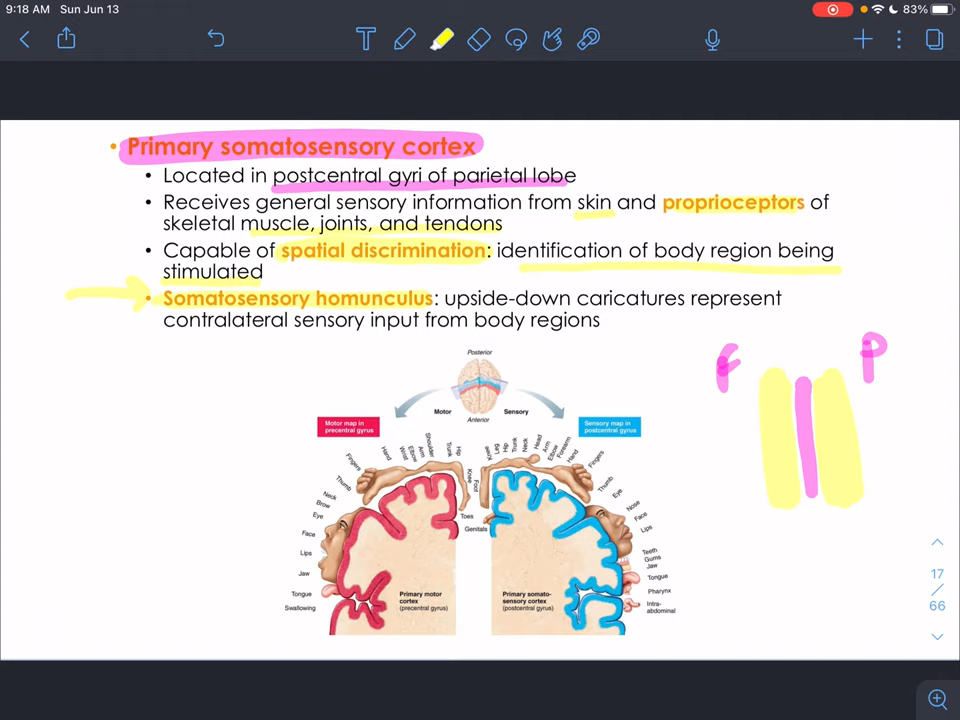 9:18 AM Sun Jun 13
83%
• Primary somatosensory cortex
• Located in postcentral gyri of parietal lobe
• Receives general sensory information from skin and proprioceptors of
skeletal muscle, joints, and tendons
• Capable of spatial discrimination: identification of body region being
stimulated
• Somatosensory homunculus: upside-down caricatures represent
contralateral sensory input from body regions
F
P
Posterior
Motor
Sensory
Anterior
Motor map in
precentral gyrus
Sensory map in
postcentral gyrus
Swallowing
Tongue
Jaw
Lips
Face
Eye
Brow
Neck
Thumb
Fingers
Hand
Wrist
Elbow
Arm
Shoulder
Trunk
Hip
Knee
Toes
Genitals
Foot
Knee
Leg
Hip
Trunk
Neck
Head
Arm
Elbow
Forearm
Hand
Fingers
Thumb
Eye
Nose
Face
Lips
Teeth
Gums
Jaw
Tongue
Pharynx
Intra-
abdominal
Primary motor
cortex
(precentral gyrus)
Primary somato-
sensory cortex
(postcentral gyrus)
17
/
66